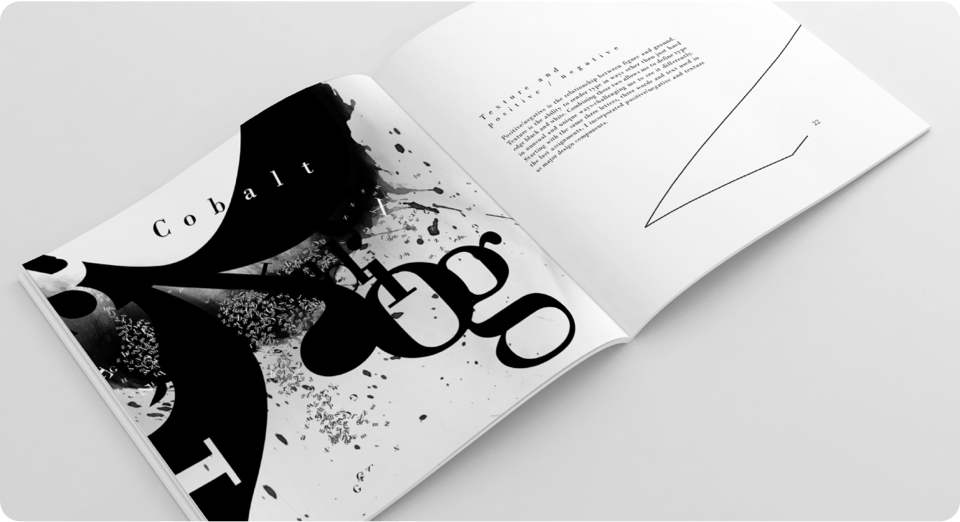 Cobalt
Texture and
positive / negative
Positive/negative is the relationship between figure and ground.
Texture is the ability to render type in ways other then just hard
edge black and white. Combining these two allows me to define type
in unusual and unique ways-challenging me to see it differently.
Starting with the same three letters, three words and text used in
the last assignments, I incorporated positive/negative and texture
as major design components.
22